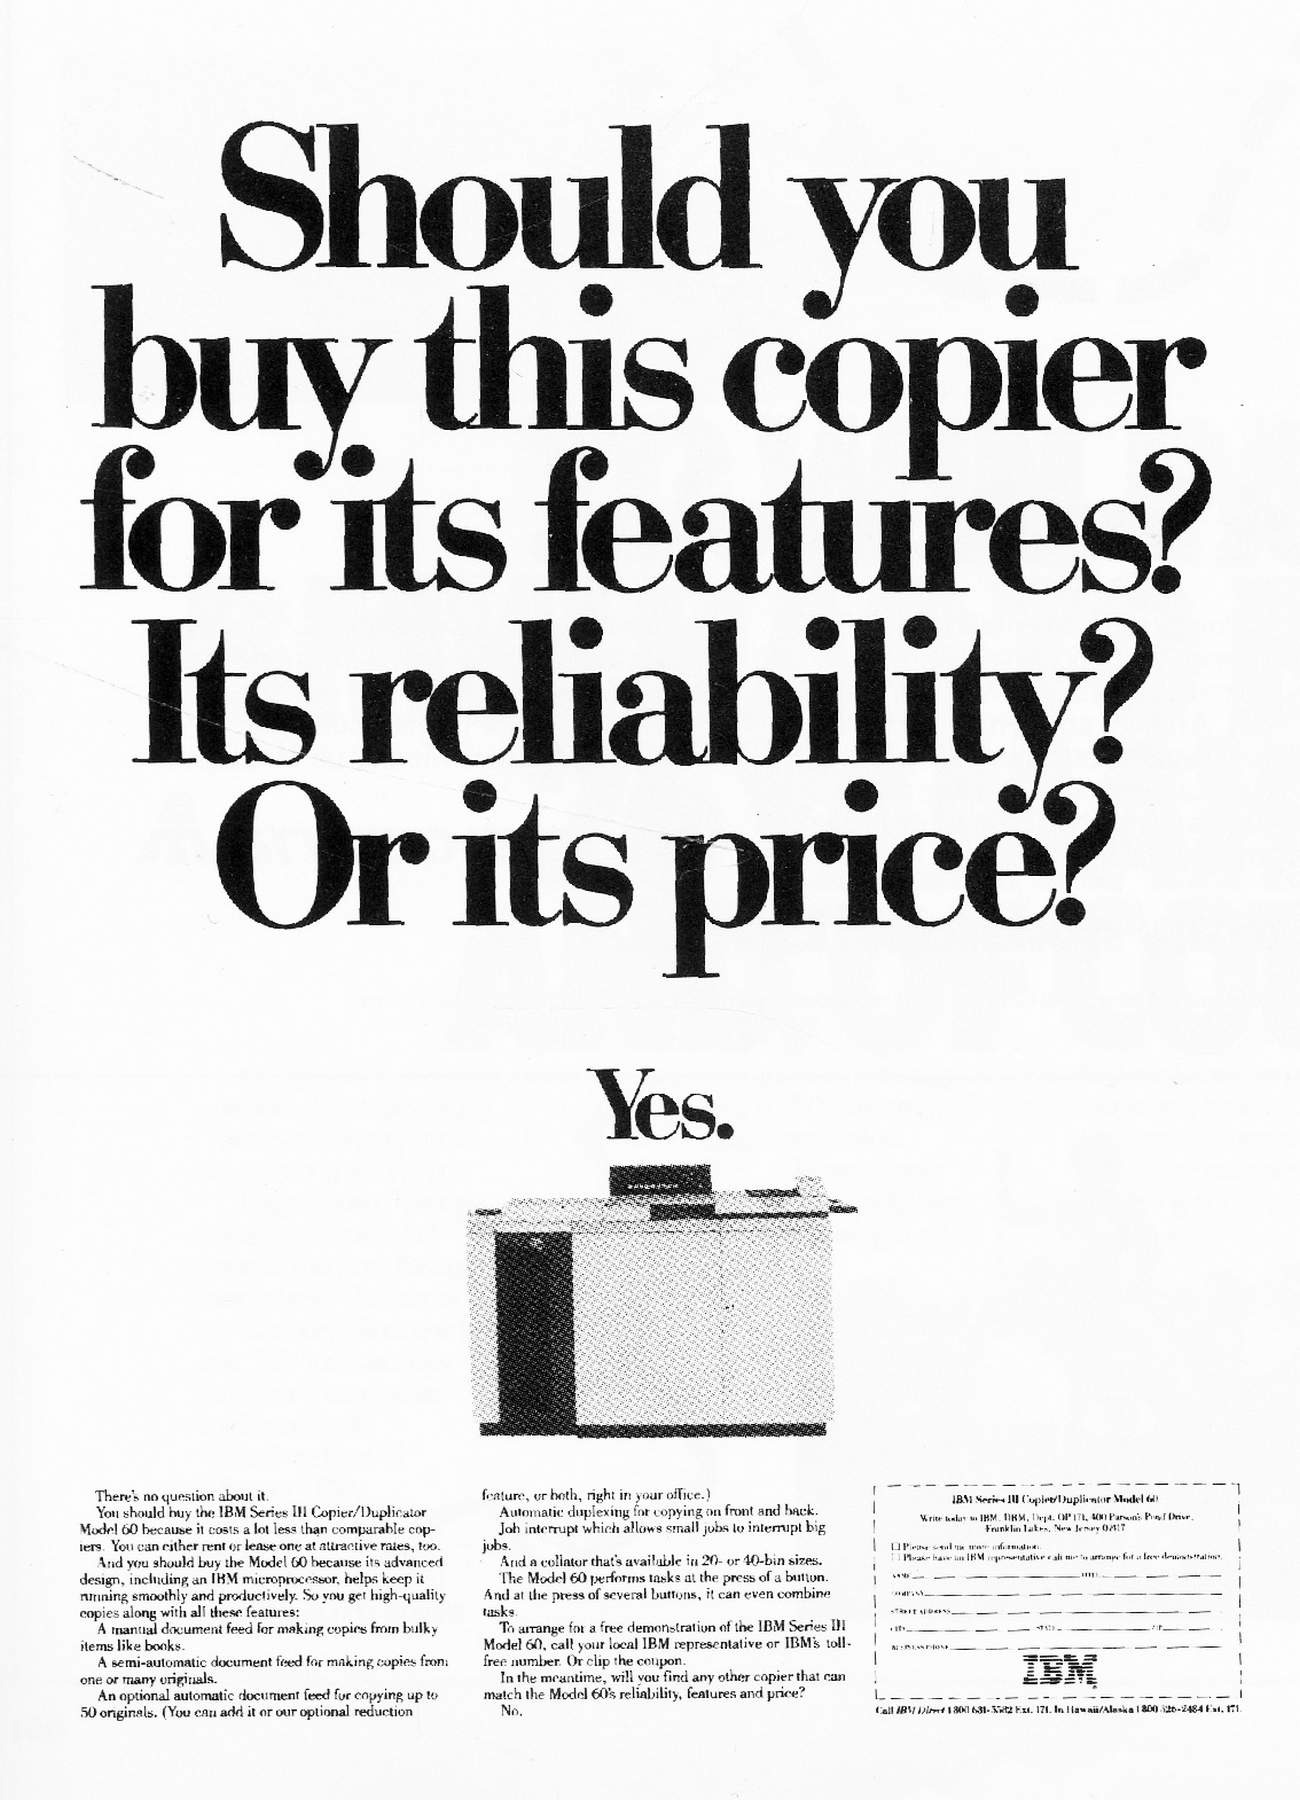 Should you
buy this copier
for its features?
Its reliability?
Or its price?
Yes.
There's no question about it.
You should buy the IBM Series III Copier/Duplicator
Model 60 because it costs a lot less than comparable cop-
iers. You can either rent or lease one at attractive rates, too.
And you should buy the Model 60 because its advanced
design, including an IBM microprocessor, helps keep it
running smoothly and productively. So you get high-quality
copies along with all these features:
A manual document feed for making copies from bulky
items like books.
A semi-automatic document feed for making copies from
one or many originals.
An optional automatic document feed for copying up to
50 originals. (You can add it or our optional reduction
feature, or both, right in your office.)
Automatic duplexing for copying on front and back.
Job interrupt which allows small jobs to interrupt big
jobs.
And a collator that's available in 20- or 40-bin sizes.
The Model 60 performs tasks at the press of a button.
And at the press of several buttons, it can even combine
tasks.
To arrange for a free demonstration of the IBM Series III
Model 60, call your local IBM representative or IBM's toll-
free number. Or clip the coupon.
In the meantime, will you find any other copier that can
match the Model 60's reliability, features and price?
No.
IBM Series III Copier/Duplicator Model 60
Write today to IBM, DRM, Dept. OP 171, 400 Parson's Pond Drive,
Franklin Lakes, New Jersey 07417
Please send me more information.
Please have an IBM representative call me to arrange for a free demonstration.
NAME TITLE
COMPANY
STREET ADDRESS
CITY STATE ZIP
BUSINESS PHONE
IBM
Call IBM Direct 1 800 631-5582 Ext. 171. In Hawaii/Alaska 1 800 526-2484 Ext. 171.